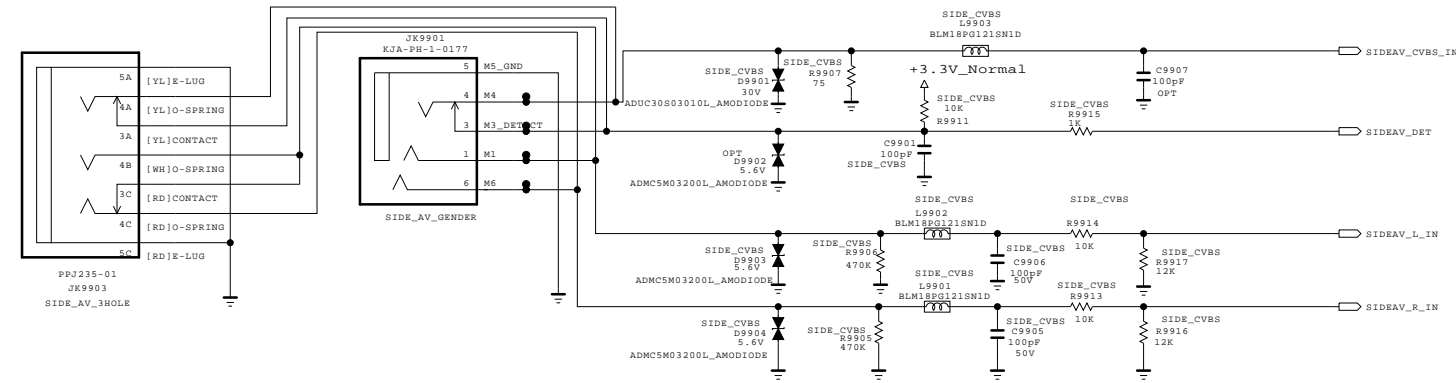 5A [YL]E-LUG
4A [YL]O-SPRING
3A [YL]CONTACT
4B [WH]O-SPRING
3C [RD]CONTACT
4C [RD]O-SPRING
5C [RD]E-LUG
PPJ235-01
JK9903
SIDE_AV_3HOLE
JK9901
KJA-PH-1-0177
5 M5_GND
4 M4
3 M3_DETECT
1 M1
6 M6
SIDE_AV_GENDER
SIDE_CVBS
D9901
30V
ADUC30S03010L_AMODIODE
SIDE_CVBS
R9907
75
SIDE_CVBS
L9903
BLM18PG121SN1D
C9907
100pF
OPT
SIDEAV_CVBS_IN
+3.3V_Normal
SIDE_CVBS
10K
R9911
OPT
D9902
5.6V
ADMC5M03200L_AMODIODE
C9901
100pF
SIDE_CVBS
SIDE_CVBS
R9915
1K
SIDEAV_DET
SIDE_CVBS
D9903
5.6V
ADMC5M03200L_AMODIODE
SIDE_CVBS
R9906
470K
SIDE_CVBS
L9902
BLM18PG121SN1D
SIDE_CVBS
C9906
100pF
50V
SIDE_CVBS
R9914
10K
SIDE_CVBS
R9917
12K
SIDEAV_L_IN
SIDE_CVBS
D9904
5.6V
ADMC5M03200L_AMODIODE
SIDE_CVBS
R9905
470K
SIDE_CVBS
L9901
BLM18PG121SN1D
SIDE_CVBS
C9905
100pF
50V
SIDE_CVBS
R9913
10K
SIDE_CVBS
R9916
12K
SIDEAV_R_IN